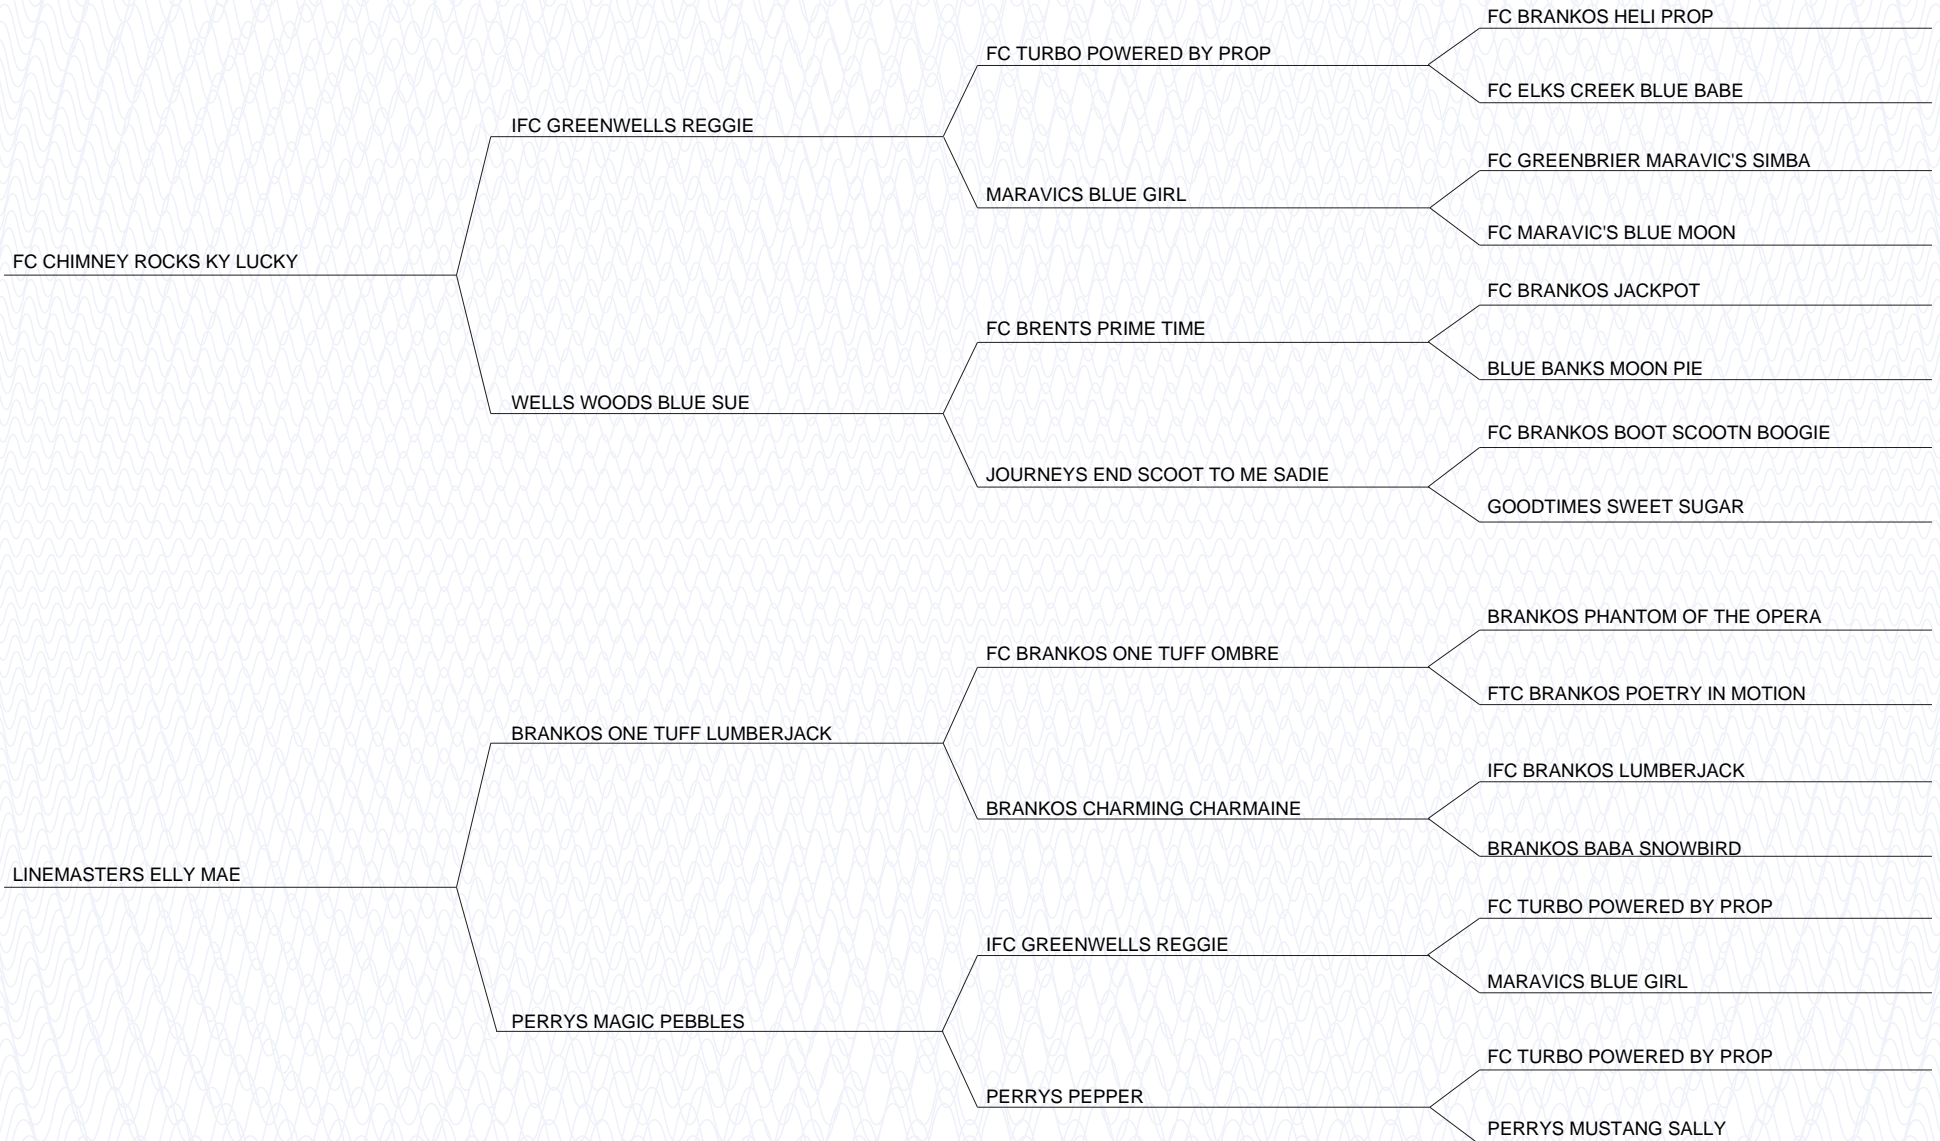 FC BRANKOS HELI PROP
FC TURBO POWERED BY PROP
FC ELKS CREEK BLUE BABE
IFC GREENWELLS REGGIE
FC GREENBRIER MARAVIC'S SIMBA
MARAVICS BLUE GIRL
FC MARAVIC'S BLUE MOON
FC CHIMNEY ROCKS KY LUCKY
FC BRANKOS JACKPOT
FC BRENTS PRIME TIME
BLUE BANKS MOON PIE
WELLS WOODS BLUE SUE
FC BRANKOS BOOT SCOOTN BOOGIE
JOURNEYS END SCOOT TO ME SADIE
GOODTIMES SWEET SUGAR
BRANKOS PHANTOM OF THE OPERA
FC BRANKOS ONE TUFF OMBRE
FTC BRANKOS POETRY IN MOTION
BRANKOS ONE TUFF LUMBERJACK
IFC BRANKOS LUMBERJACK
BRANKOS CHARMING CHARMAINE
BRANKOS BABA SNOWBIRD
LINEMASTERS ELLY MAE
FC TURBO POWERED BY PROP
IFC GREENWELLS REGGIE
MARAVICS BLUE GIRL
PERRYS MAGIC PEBBLES
FC TURBO POWERED BY PROP
PERRYS PEPPER
PERRYS MUSTANG SALLY